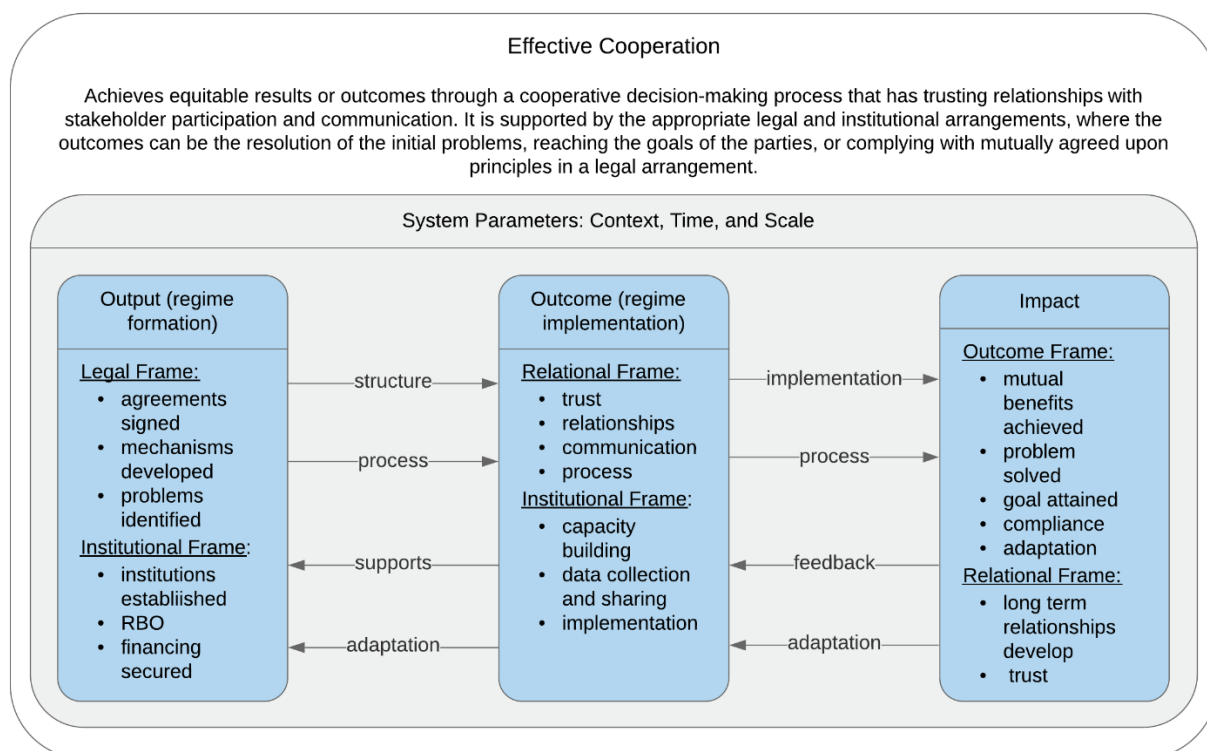 Effective Cooperation
Achieves equitable results or outcomes through a cooperative decision-making process that has trusting relationships with
stakeholder participation and communication. It is supported by the appropriate legal and institutional arrangements, where the
outcomes can be the resolution of the initial problems, reaching the goals of the parties, or complying with mutually agreed upon
principles in a legal arrangement.
System Parameters: Context, Time, and Scale
Output (regime
formation)
Legal Frame:
• agreements
signed
• mechanisms
developed
• problems
identified
Institutional Frame:
• institutions
establiished
• RBO
• financing
secured
structure
process
supports
adaptation
Outcome (regime
implementation)
Relational Frame:
• trust
• relationships
• communication
• process
Institutional Frame:
• capacity
building
• data collection
and sharing
• implementation
implementation
process
feedback
adaptation
Impact
Outcome Frame:
• mutual
benefits
achieved
• problem
solved
• goal attained
• compliance
• adaptation
Relational Frame:
• long term
relationships
develop
• trust